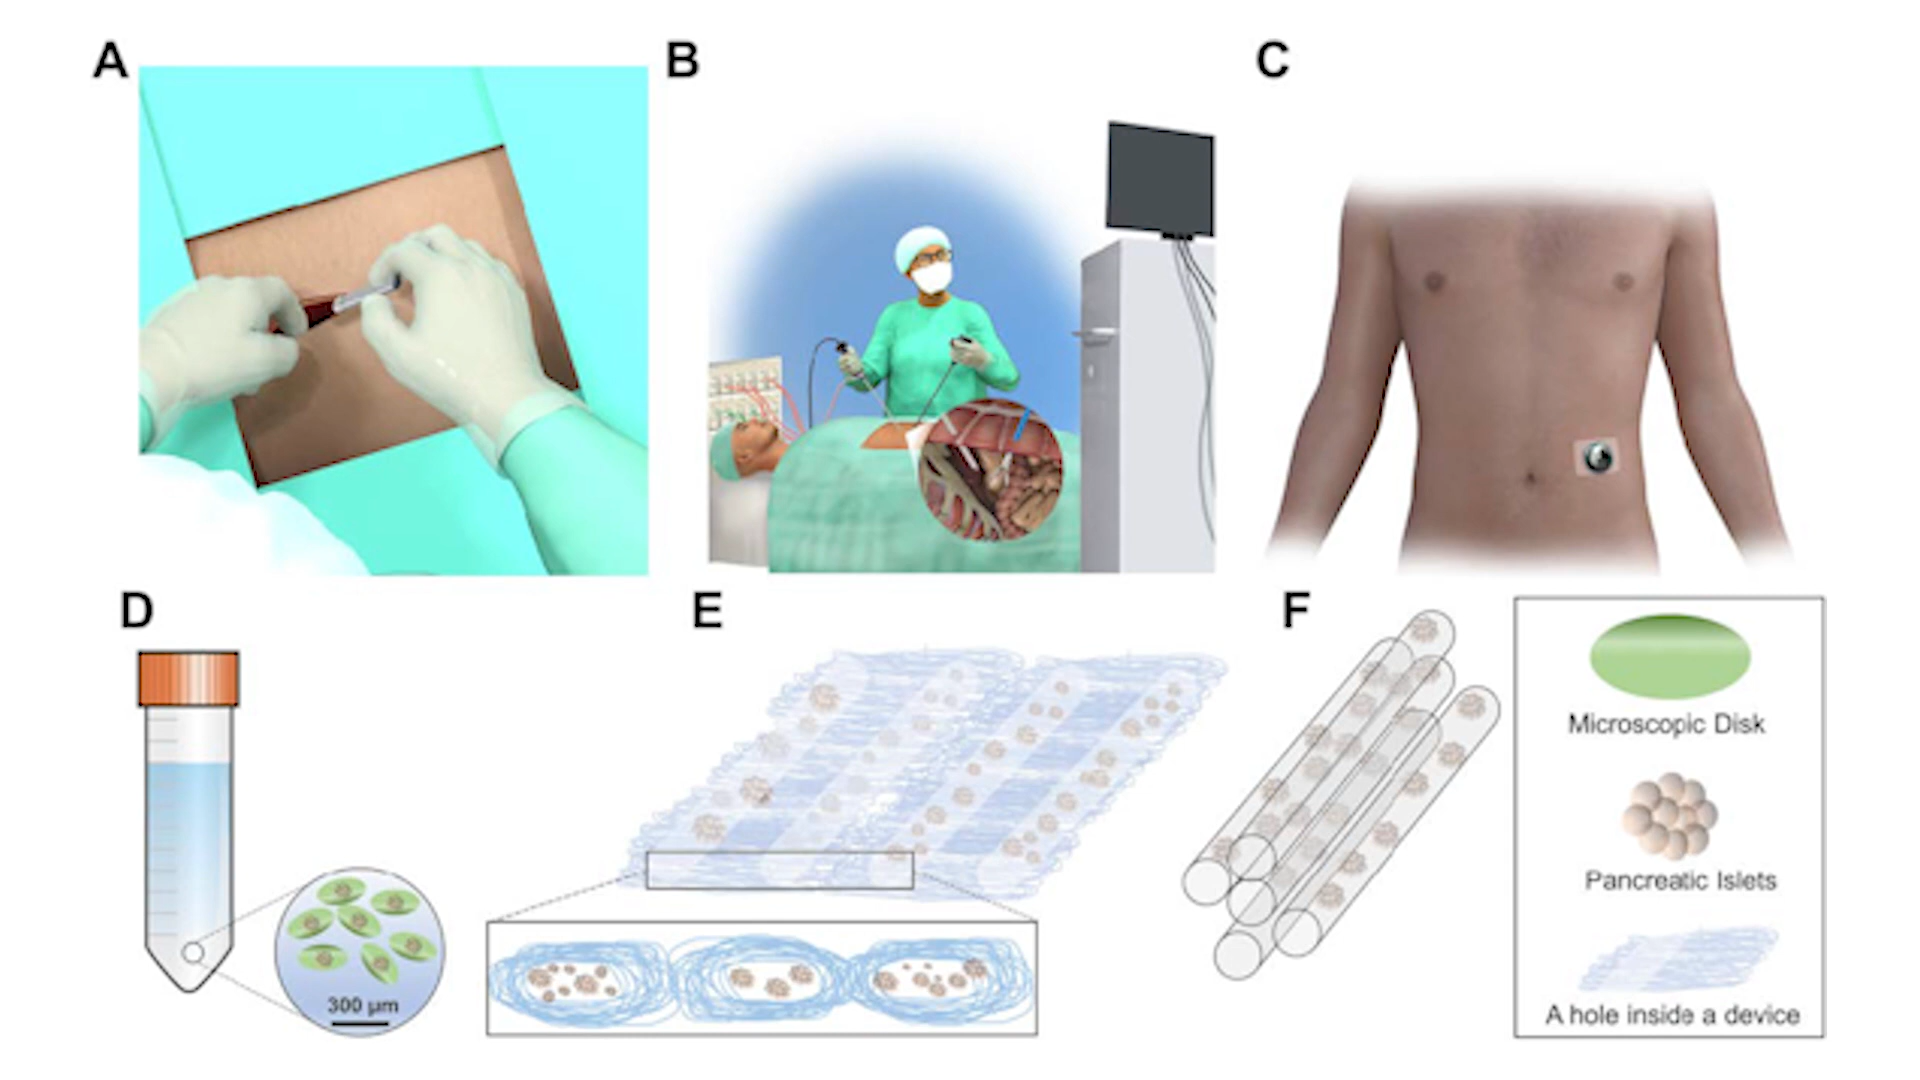 A
B
C
D
E
F
300 µm
Microscopic Disk
Pancreatic Islets
A hole inside a device